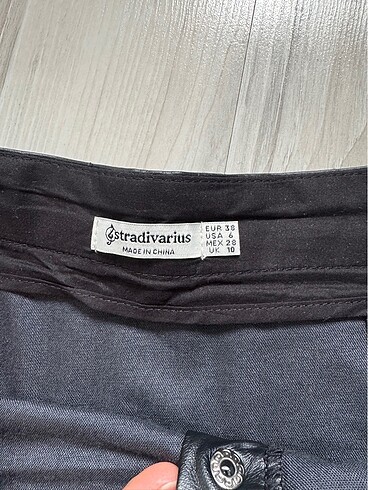 stradivarius
MADE IN CHINA
EUR 38
USA 6
MEX 28
UK 10